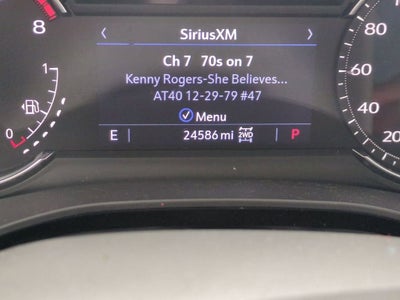 8
‹ SiriusXM ›
Ch 7 70s on 7
Kenny Rogers-She Believes...
AT40 12-29-79 #47
Menu
1
0
E 24586 mi 2WD P
100
80
60
40
20